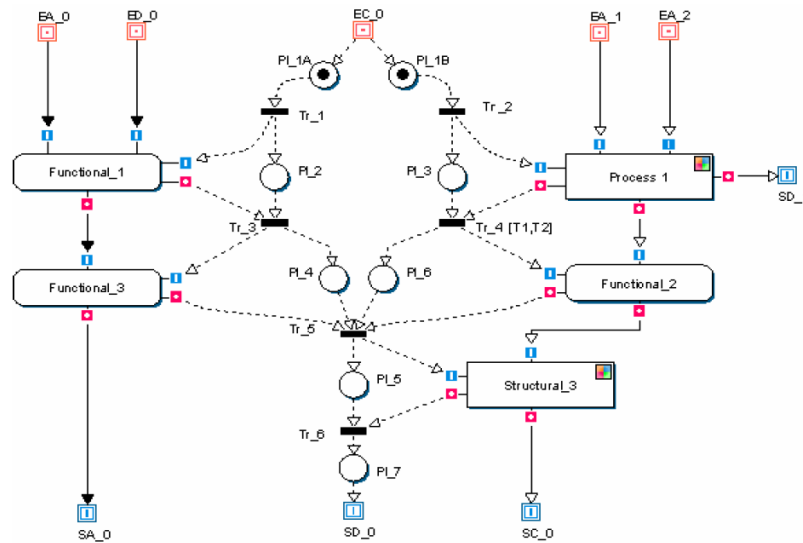 EA_0
ED_0
EC_0
EA_1
EA_2
PI_1A
PI_1B
Tr_1
Tr_2
Functional_1
PI_2
PI_3
Process 1
SD_
Tr_3
Tr_4 [T1,T2]
Functional_3
PI_4
PI_6
Functional_2
Tr_5
PI_5
Structural_3
Tr_6
PI_7
SA_0
SD_0
SC_0